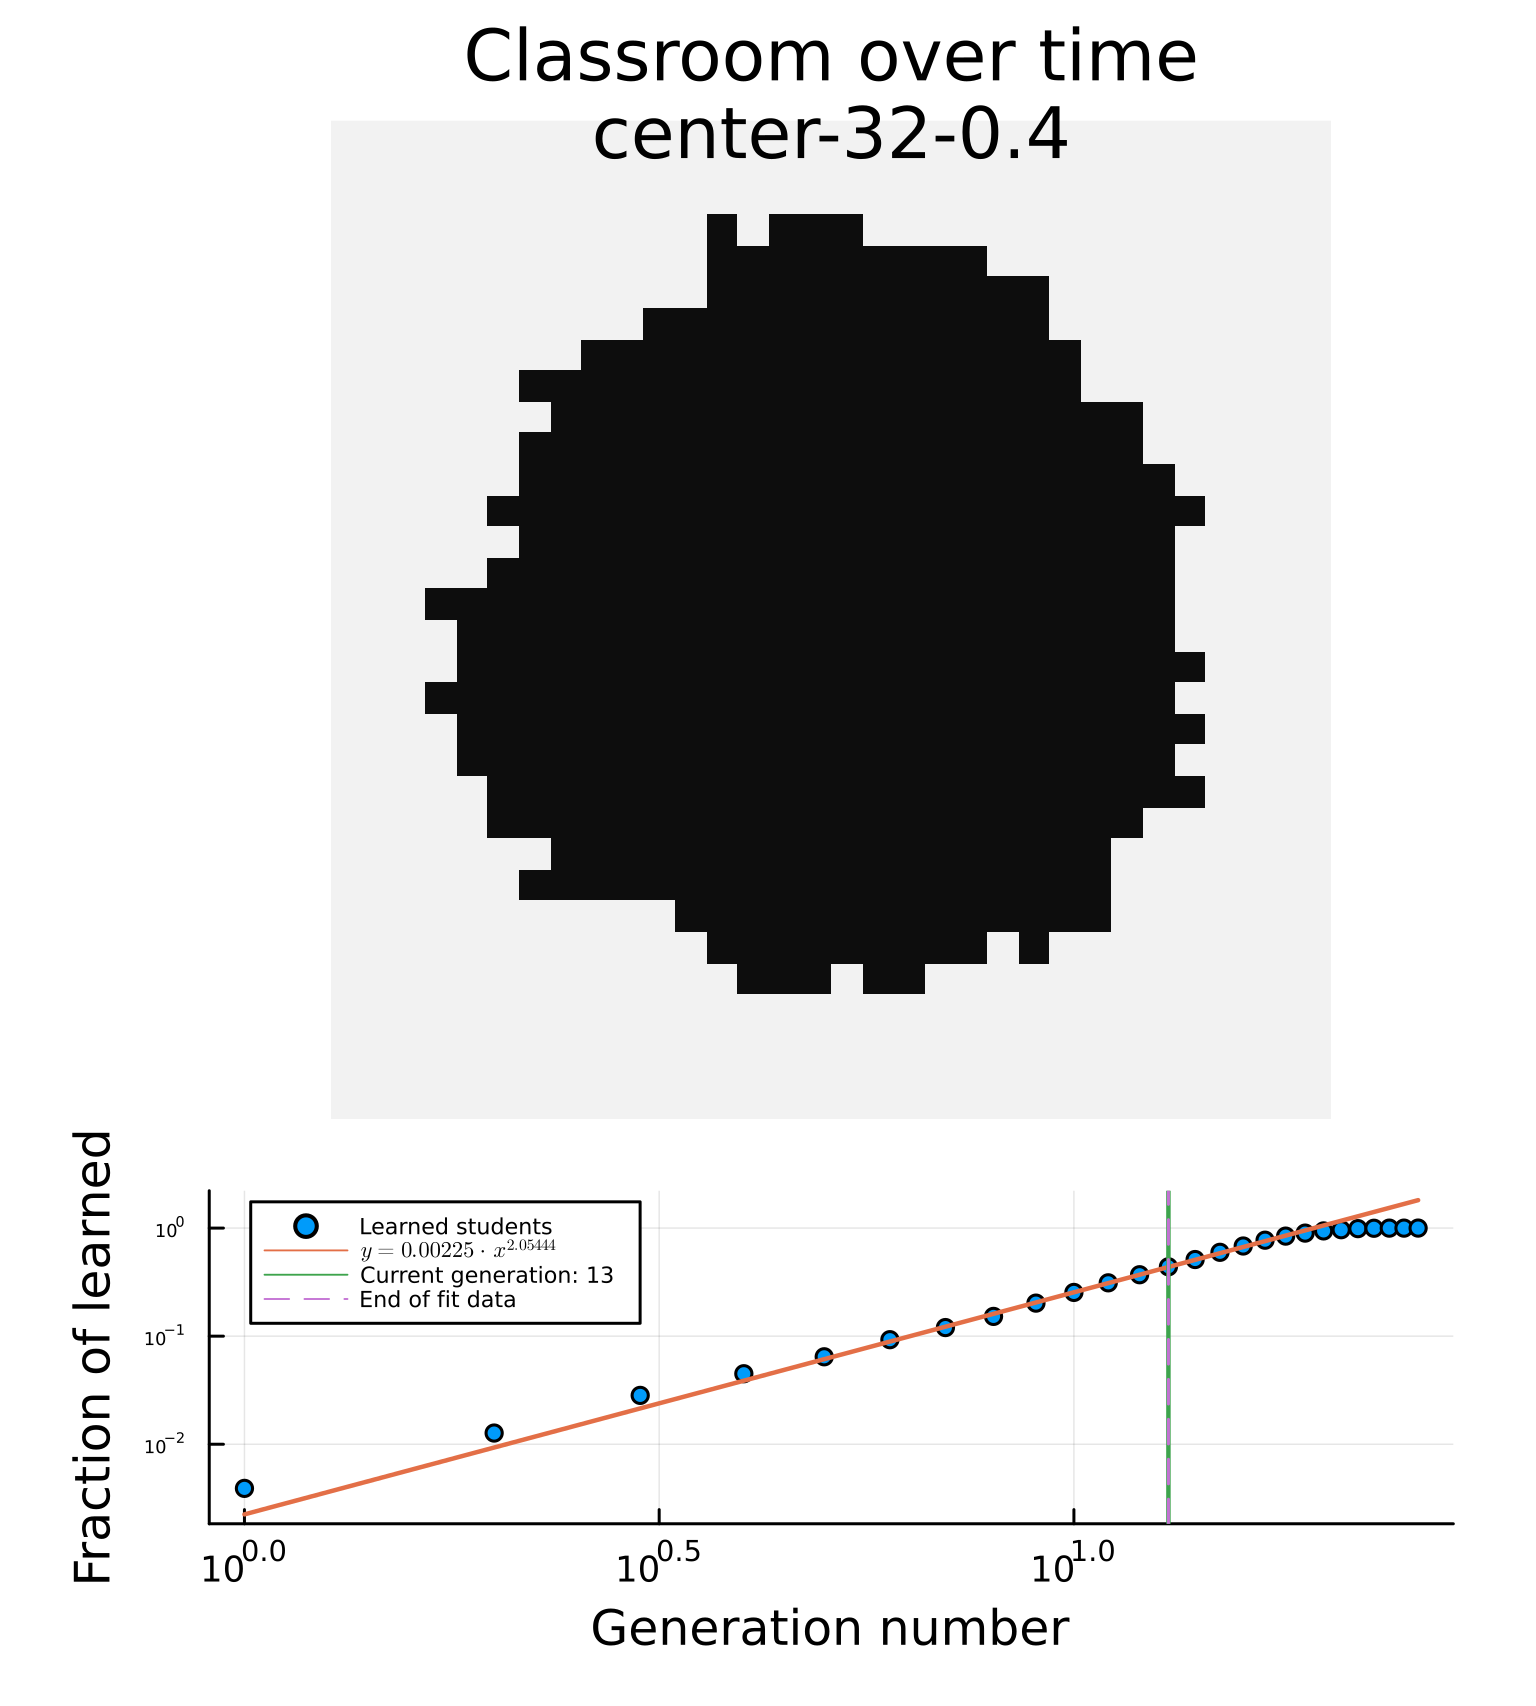 Classroom over time
center-32-0.4
Fraction of learned
10⁰
10⁻¹
10⁻²
Learned students
y = 0.00225 · x^2.05444
Current generation: 13
End of fit data
10^0.0
10^0.5
10^1.0
Generation number